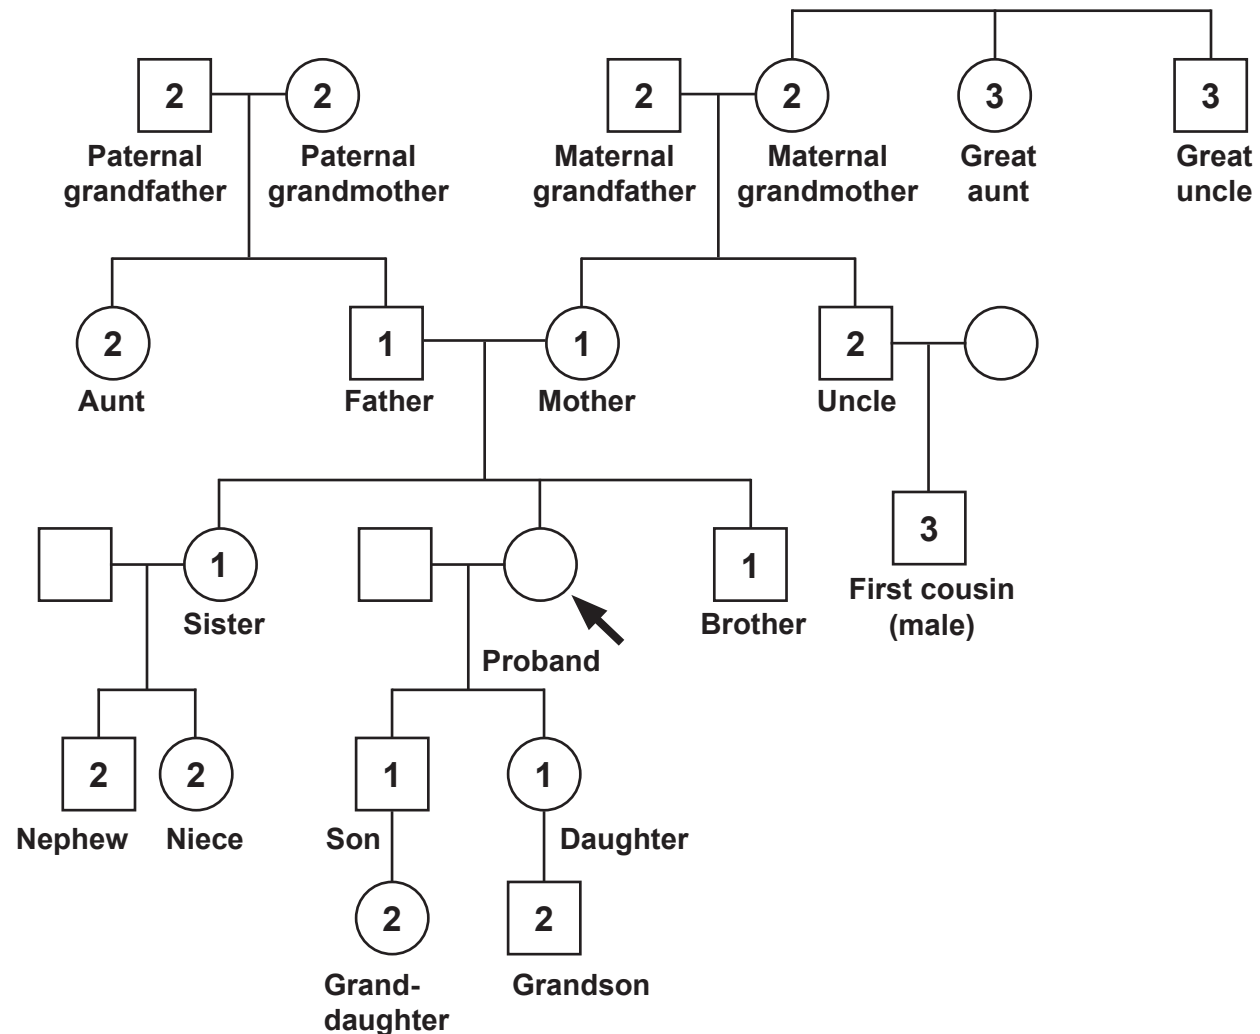 2
2
2
2
3
3
Paternal
grandfather
Paternal
grandmother
Maternal
grandfather
Maternal
grandmother
Great
aunt
Great
uncle
2
1
1
2
Aunt
Father
Mother
Uncle
3
First cousin
(male)
1
1
Sister
Brother
Proband
2
2
1
1
Nephew
Niece
Son
Daughter
2
2
Grand-
daughter
Grandson